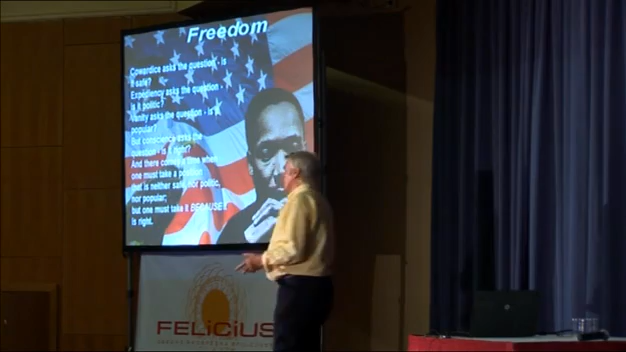 Freedom
Cowardice asks the question - is
it safe?
Expediency asks the question -
is it politic?
Vanity asks the question - is it
popular?
But conscience asks the
question - is it right?
And there comes a time when
one must take a position
that is neither safe, nor politic,
nor popular;
but one must take it BECAUSE it
is right.
FELiCiUS